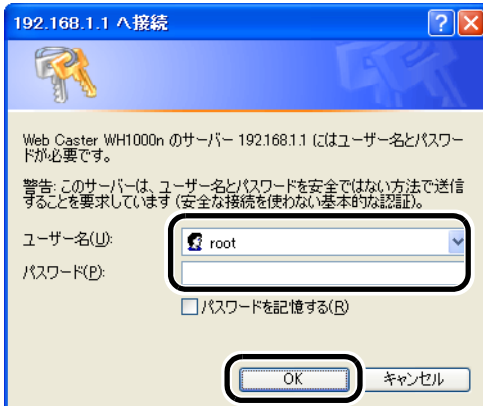 192.168.1.1 へ接続
Web Caster WH1000n のサーバー 192.168.1.1 にはユーザー名とパスワー
ドが必要です。
警告: このサーバーは、ユーザー名とパスワードを安全ではない方法で送信
することを要求しています (安全な接続を使わない基本的な認証)。
ユーザー名(U):
root
パスワード(P):
パスワードを記憶する(R)
OK
キャンセル